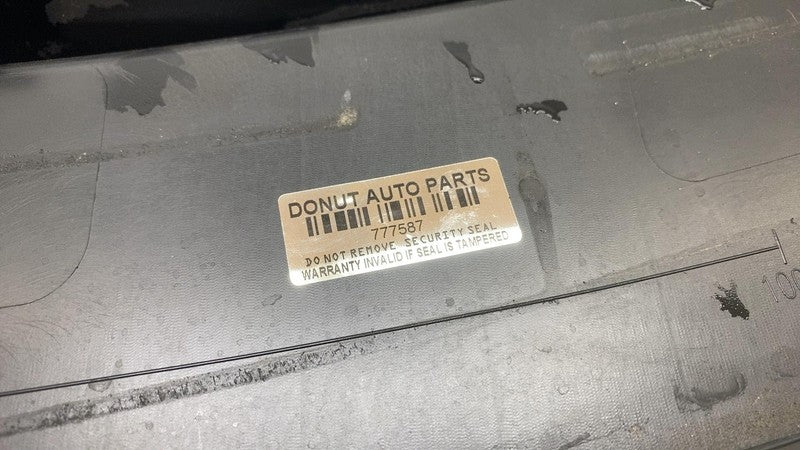 DONUT AUTO PARTS
777587
DO NOT REMOVE SECURITY SEAL
WARRANTY INVALID IF SEAL IS TAMPERED